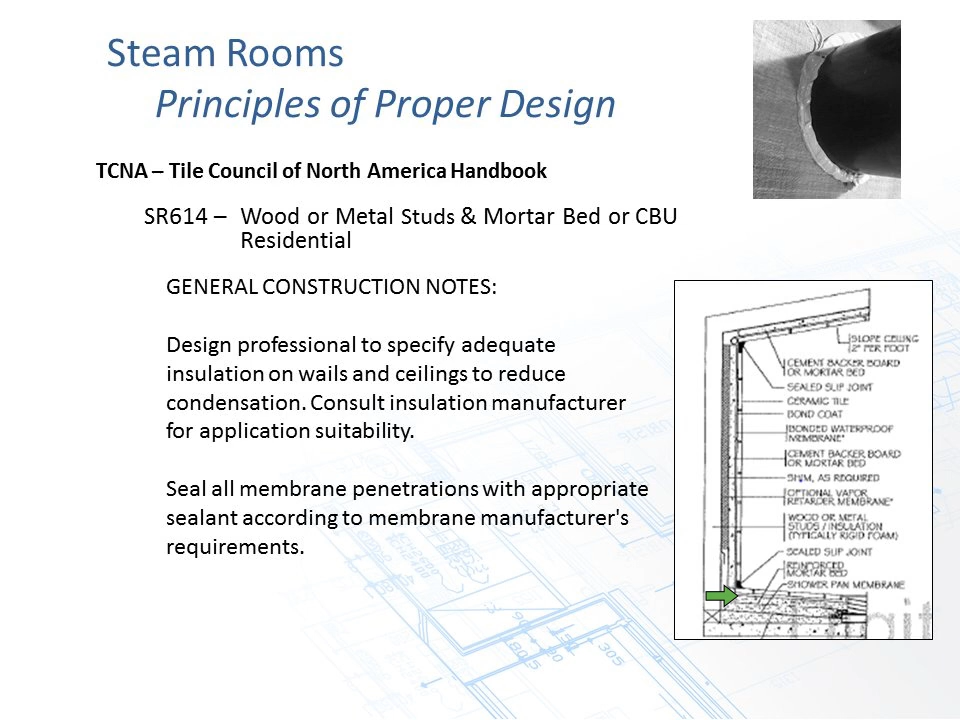 Steam Rooms
Principles of Proper Design
TCNA – Tile Council of North America Handbook
SR614 – Wood or Metal Studs & Mortar Bed or CBU
Residential
GENERAL CONSTRUCTION NOTES:
Design professional to specify adequate
insulation on wails and ceilings to reduce
condensation. Consult insulation manufacturer
for application suitability.
Seal all membrane penetrations with appropriate
sealant according to membrane manufacturer's
requirements.
SLOPE CEILING
2" PER FOOT
CEMENT BACKER BOARD
OR MORTAR BED
SEALED SLIP JOINT
CERAMIC TILE
BOND COAT
BONDED WATERPROOF
MEMBRANE*
CEMENT BACKER BOARD
OR MORTAR BED
SHIM, AS REQUIRED
OPTIONAL VAPOR
RETARDER MEMBRANE*
WOOD OR METAL
STUDS / INSULATION
(TYPICALLY RIGID FOAM)
SEALED SLIP JOINT
REINFORCED
MORTAR BED
SHOWER PAN MEMBRANE
305